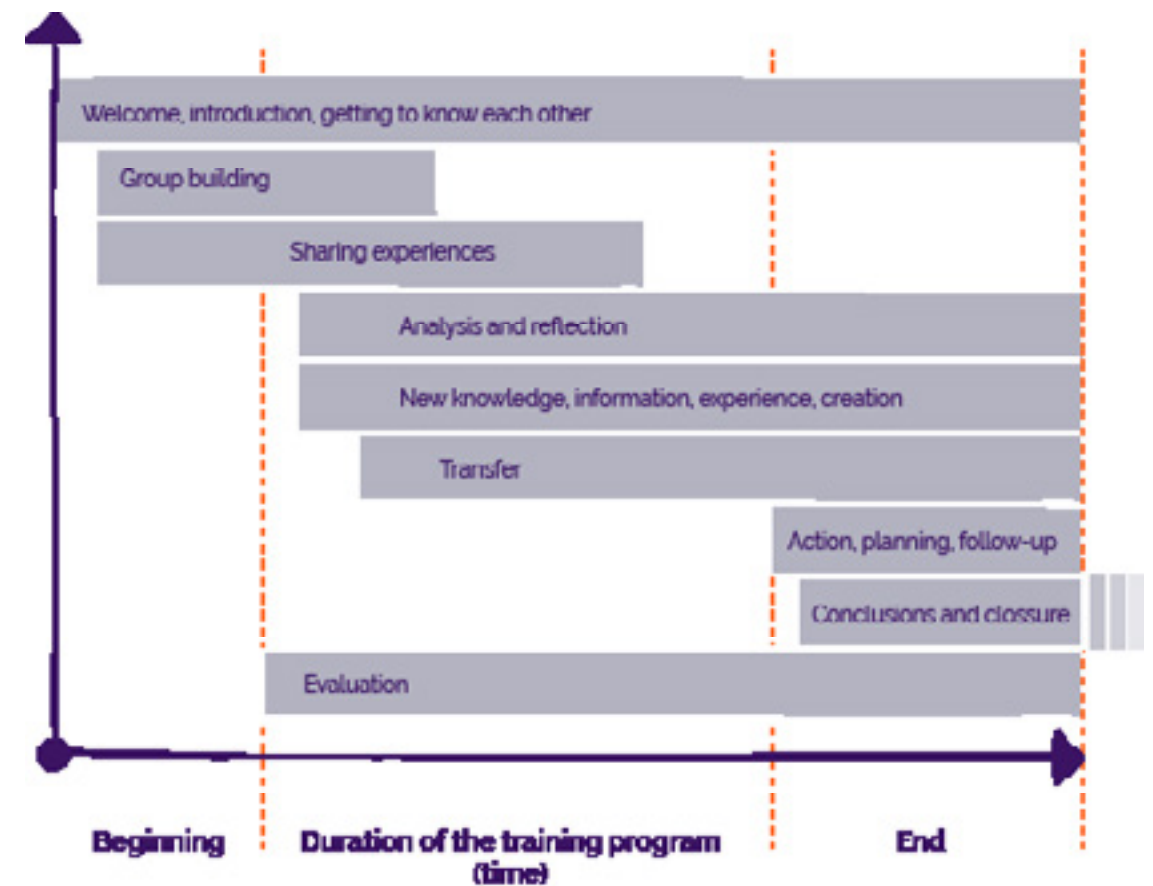 Welcome, introduction, getting to know each other
Group building
Sharing experiences
Analysis and reflection
New knowledge, information, experience, creation
Transfer
Action, planning, follow-up
Conclusions and clossure
Evaluation
Beginning
Duration of the training program
(time)
End